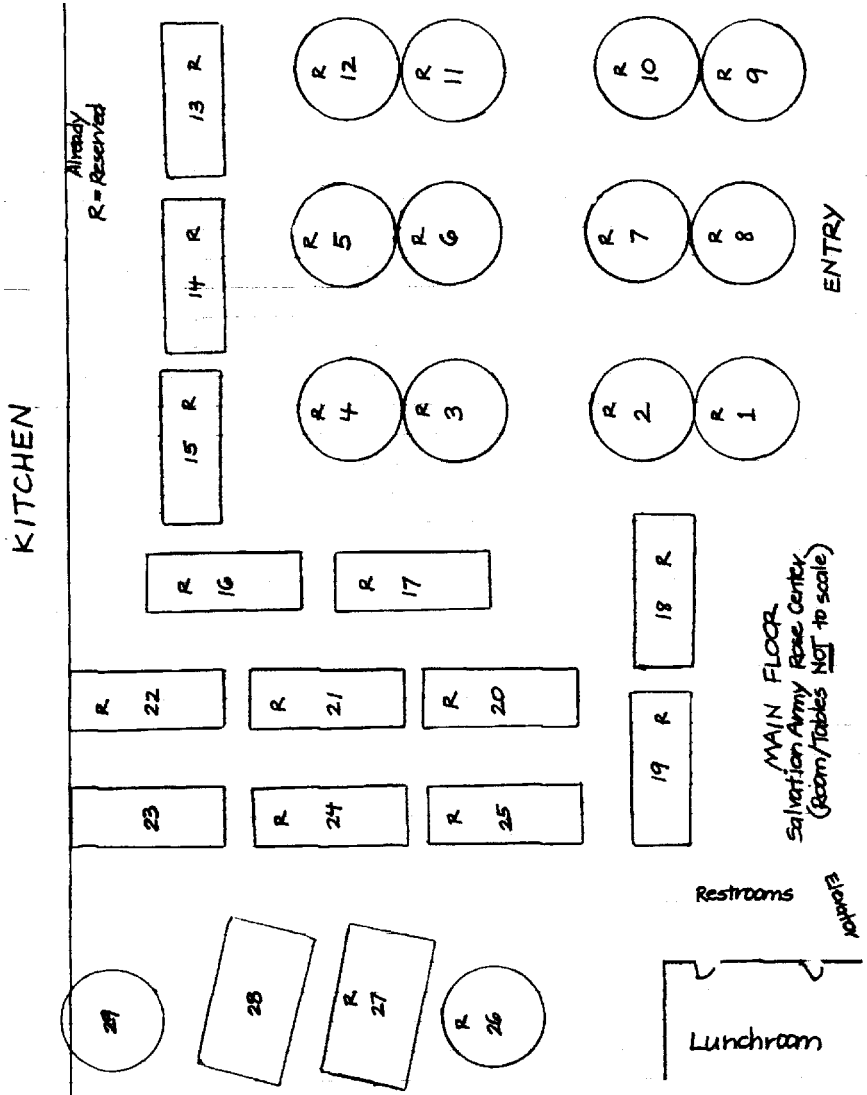 KITCHEN
Already
R = Reserved
13 R
R 12
R 11
R 10
R 9
14 R
R 5
R 6
R 7
R 8
ENTRY
15 R
R 4
R 3
R 2
R 1
R 16
R 17
18 R
R 22
R 21
R 20
19 R
MAIN FLOOR
Salvation Army Rose Center
(Room/Tables NOT to scale)
23
R 24
R 25
Restrooms
Elevator
29
28
R 27
R 26
Lunchroom